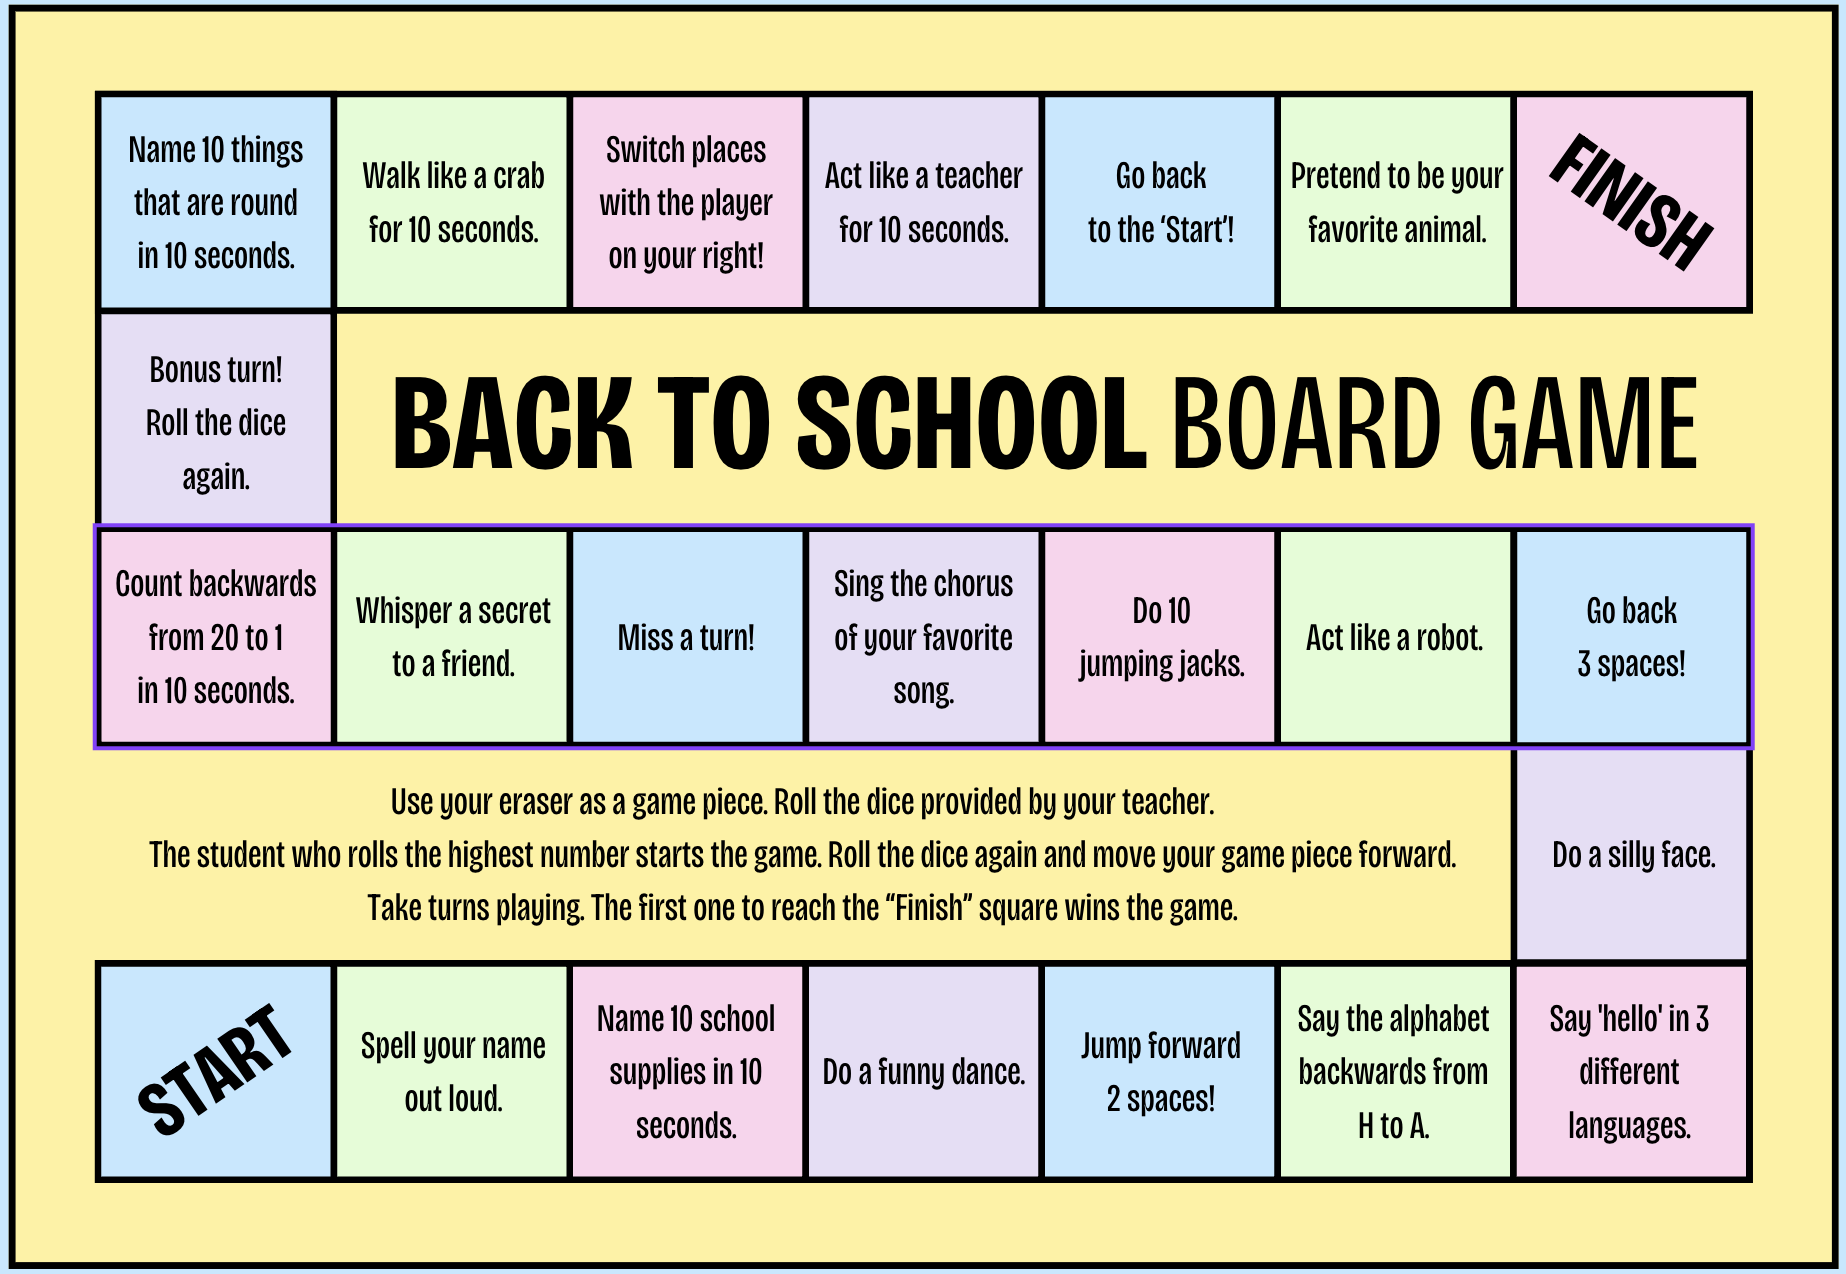 Name 10 things
that are round
in 10 seconds.
Walk like a crab
for 10 seconds.
Switch places
with the player
on your right!
Act like a teacher
for 10 seconds.
Go back
to the ‘Start’!
Pretend to be your
favorite animal.
FINISH
Bonus turn!
Roll the dice
again.
BACK TO SCHOOL BOARD GAME
Count backwards
from 20 to 1
in 10 seconds.
Whisper a secret
to a friend.
Miss a turn!
Sing the chorus
of your favorite
song.
Do 10
jumping jacks.
Act like a robot.
Go back
3 spaces!
Use your eraser as a game piece. Roll the dice provided by your teacher.
The student who rolls the highest number starts the game. Roll the dice again and move your game piece forward.
Take turns playing. The first one to reach the “Finish” square wins the game.
Do a silly face.
START
Spell your name
out loud.
Name 10 school
supplies in 10
seconds.
Do a funny dance.
Jump forward
2 spaces!
Say the alphabet
backwards from
H to A.
Say 'hello' in 3
different
languages.